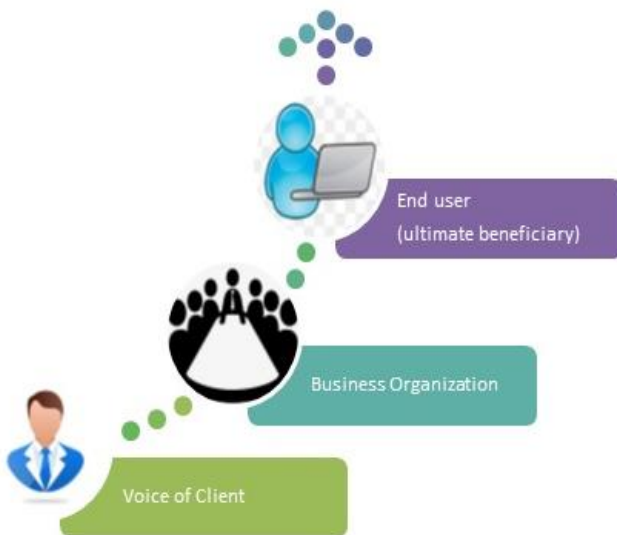 End user
(ultimate beneficiary)
Business Organization
Voice of Client